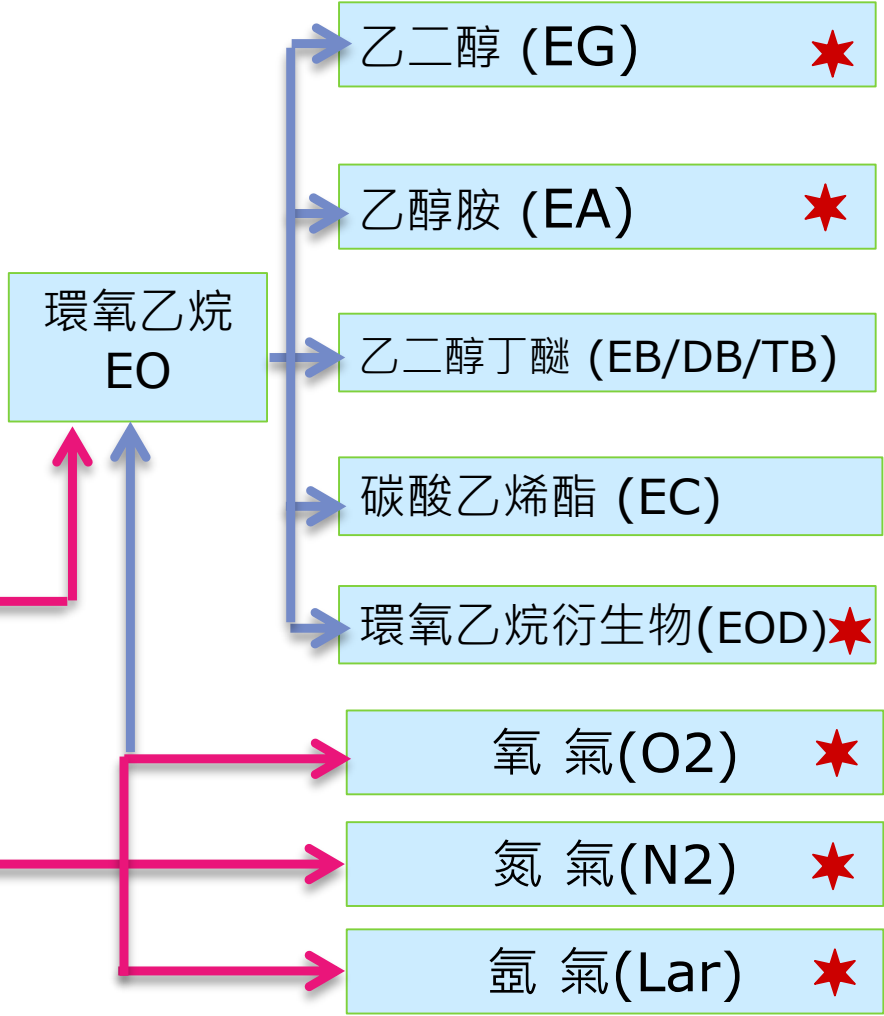 乙二醇 (EG)
乙醇胺 (EA)
環氧乙烷
EO
乙二醇丁醚 (EB/DB/TB)
碳酸乙烯酯 (EC)
環氧乙烷衍生物(EOD)
氧 氣(O2)
氮 氣(N2)
氬 氣(Lar)